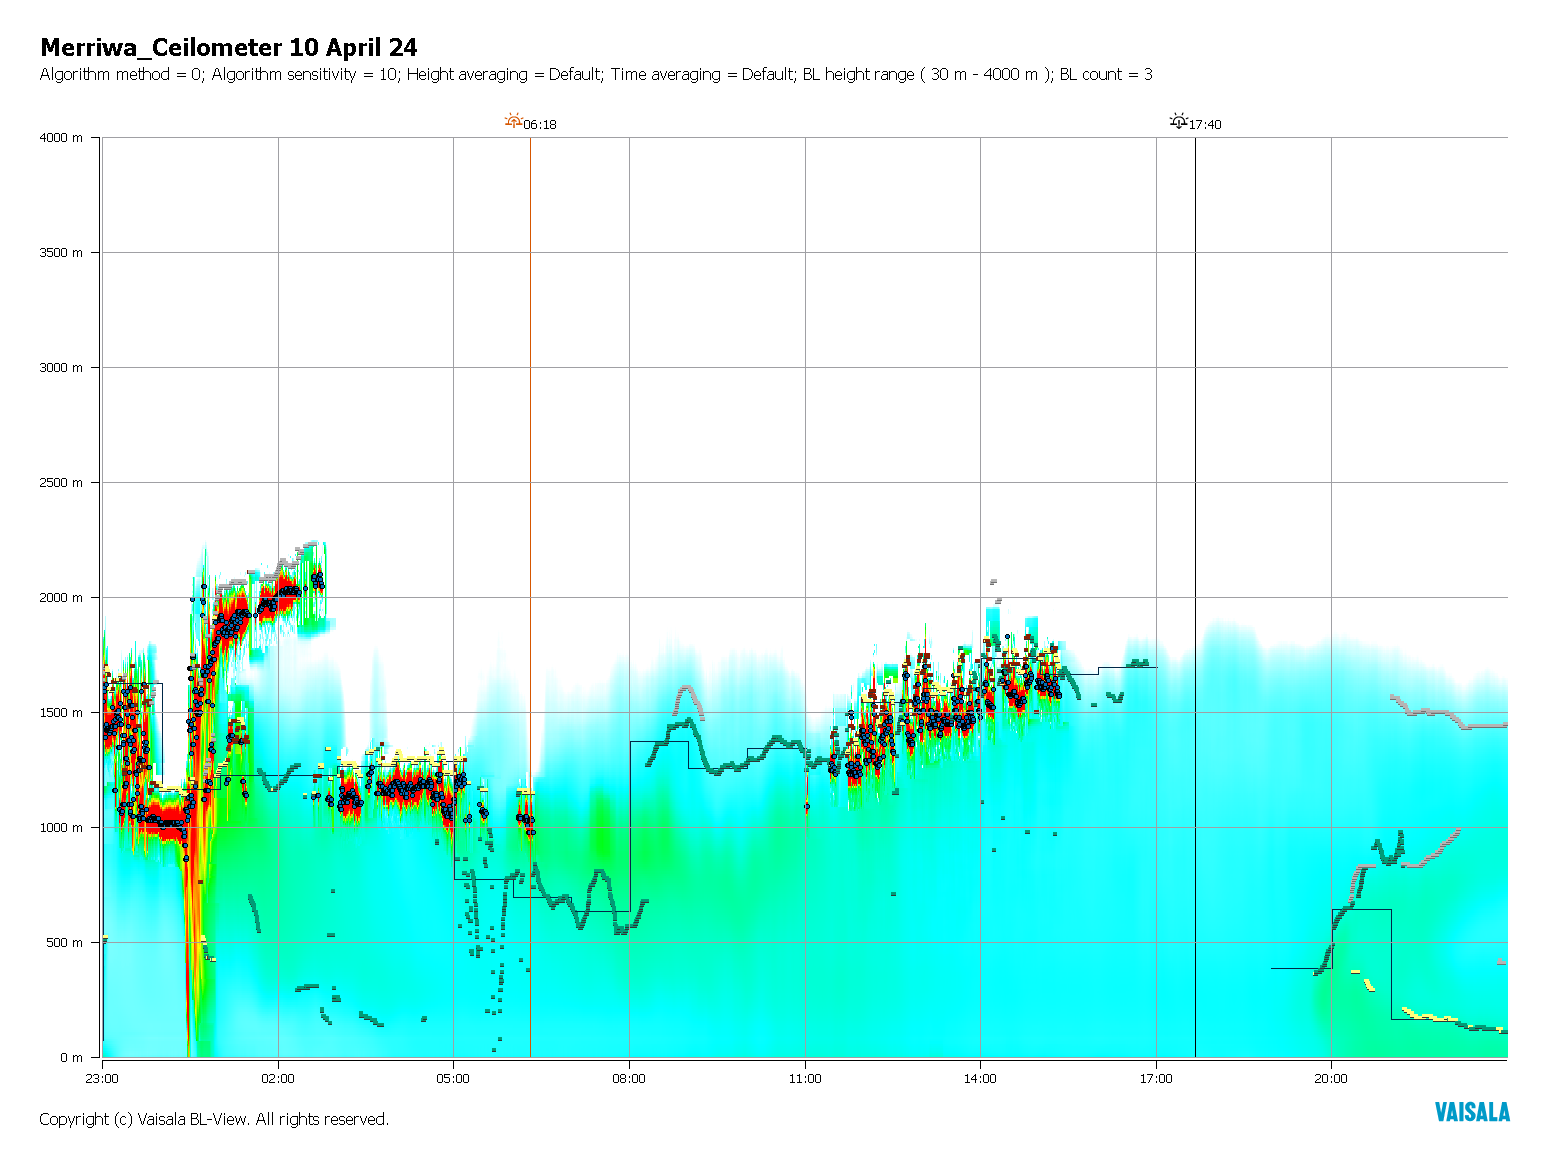 Merriwa_Ceilometer 10 April 24
Algorithm method = 0; Algorithm sensitivity = 10; Height averaging = Default; Time averaging = Default; BL height range ( 30 m - 4000 m ); BL count = 3
06:18
17:40
4000 m
3500 m
3000 m
2500 m
2000 m
1500 m
1000 m
500 m
0 m
23:00 02:00 05:00 08:00 11:00 14:00 17:00 20:00
Copyright (c) Vaisala BL-View. All rights reserved.
VAISALA